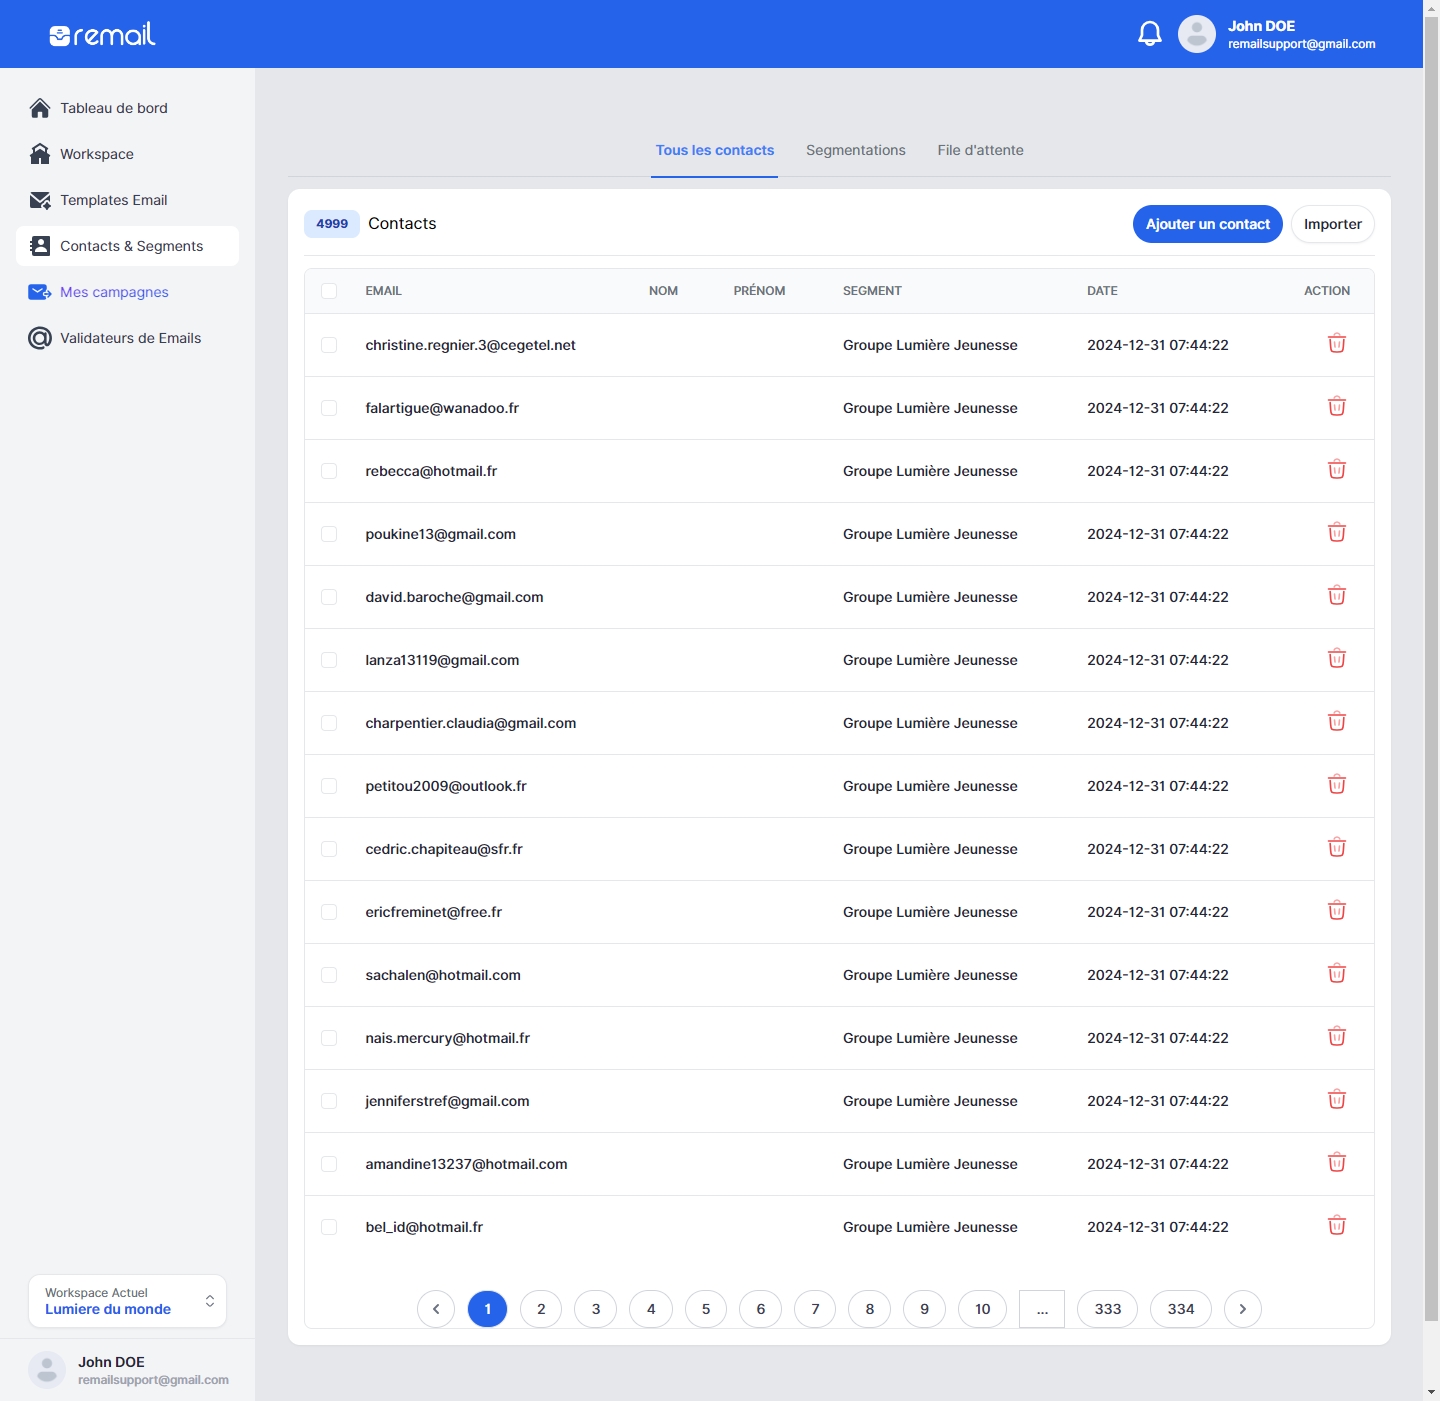 remail
John DOE
remailsupport@gmail.com
Tableau de bord
Workspace
Templates Email
Contacts & Segments
Mes campagnes
Validateurs de Emails
Workspace Actuel
Lumiere du monde
John DOE
remailsupport@gmail.com
Tous les contacts Segmentations File d'attente
4999 Contacts Ajouter un contact Importer
EMAIL NOM PRÉNOM SEGMENT DATE ACTION
christine.regnier.3@cegetel.net Groupe Lumière Jeunesse 2024-12-31 07:44:22
falartigue@wanadoo.fr Groupe Lumière Jeunesse 2024-12-31 07:44:22
rebecca@hotmail.fr Groupe Lumière Jeunesse 2024-12-31 07:44:22
poukine13@gmail.com Groupe Lumière Jeunesse 2024-12-31 07:44:22
david.baroche@gmail.com Groupe Lumière Jeunesse 2024-12-31 07:44:22
lanza13119@gmail.com Groupe Lumière Jeunesse 2024-12-31 07:44:22
charpentier.claudia@gmail.com Groupe Lumière Jeunesse 2024-12-31 07:44:22
petitou2009@outlook.fr Groupe Lumière Jeunesse 2024-12-31 07:44:22
cedric.chapiteau@sfr.fr Groupe Lumière Jeunesse 2024-12-31 07:44:22
ericfreminet@free.fr Groupe Lumière Jeunesse 2024-12-31 07:44:22
sachalen@hotmail.com Groupe Lumière Jeunesse 2024-12-31 07:44:22
nais.mercury@hotmail.fr Groupe Lumière Jeunesse 2024-12-31 07:44:22
jenniferstref@gmail.com Groupe Lumière Jeunesse 2024-12-31 07:44:22
amandine13237@hotmail.com Groupe Lumière Jeunesse 2024-12-31 07:44:22
bel_id@hotmail.fr Groupe Lumière Jeunesse 2024-12-31 07:44:22
1 2 3 4 5 6 7 8 9 10 ... 333 334